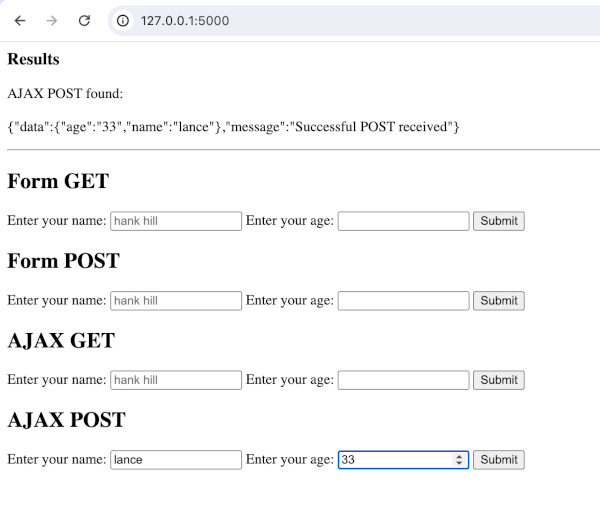 127.0.0.1:5000
Results
AJAX POST found:
{"data":{"age":"33","name":"lance"},"message":"Successful POST received"}
Form GET
Enter your name: hank hill Enter your age: Submit
Form POST
Enter your name: hank hill Enter your age: Submit
AJAX GET
Enter your name: hank hill Enter your age: Submit
AJAX POST
Enter your name: lance Enter your age: 33 Submit